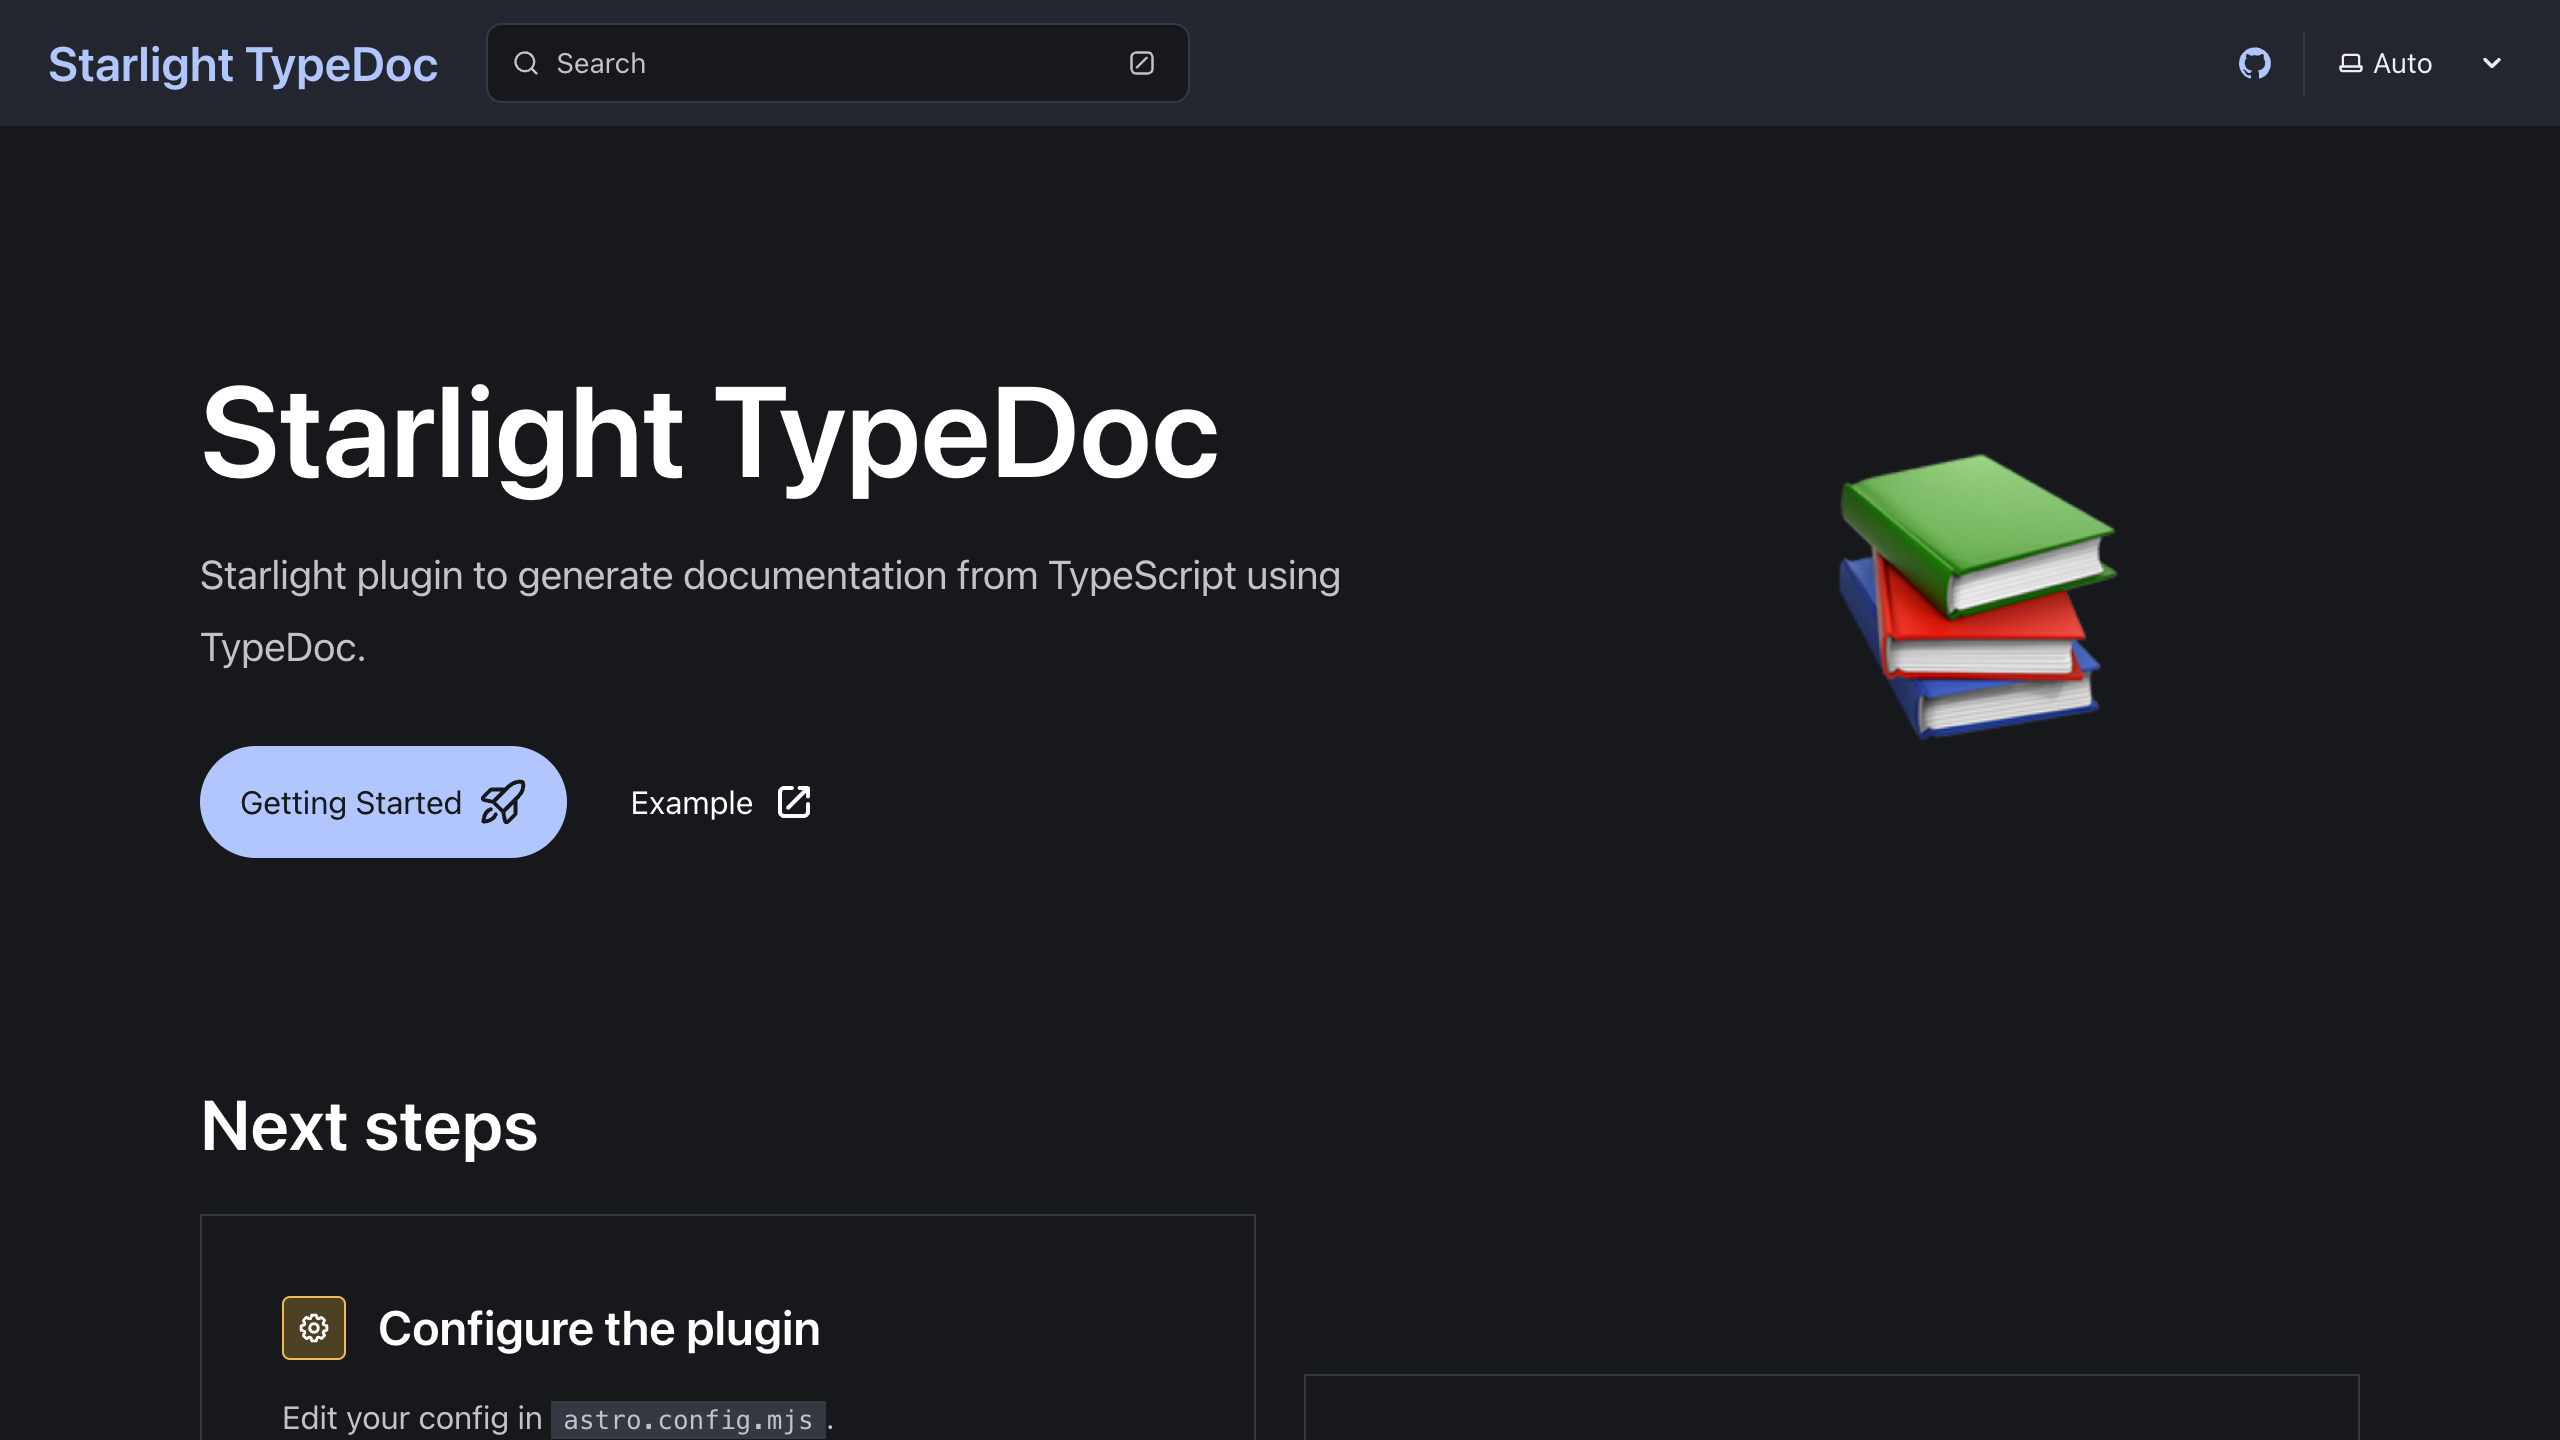 Starlight TypeDoc
Search
Auto
Starlight TypeDoc
Starlight plugin to generate documentation from TypeScript using
TypeDoc.
Getting Started
Example
Next steps
Configure the plugin
Edit your config in astro.config.mjs.